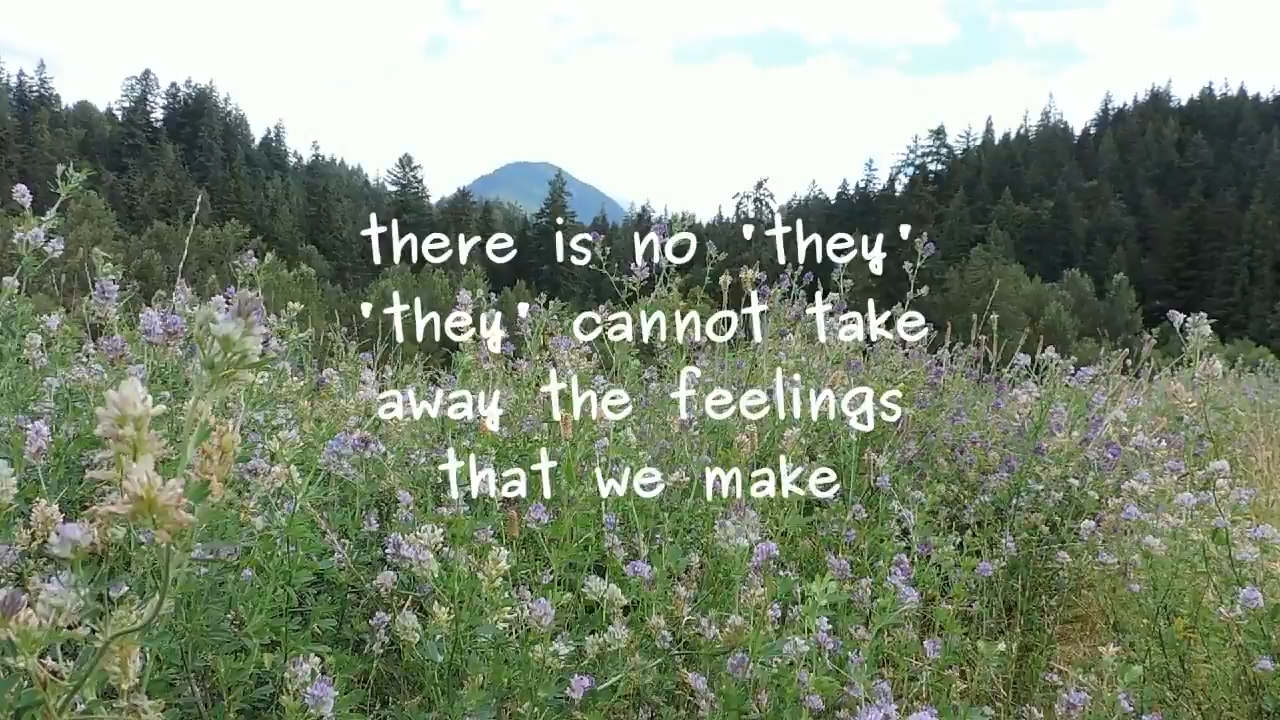 there is no 'they'
'they' cannot take
away the feelings
that we make